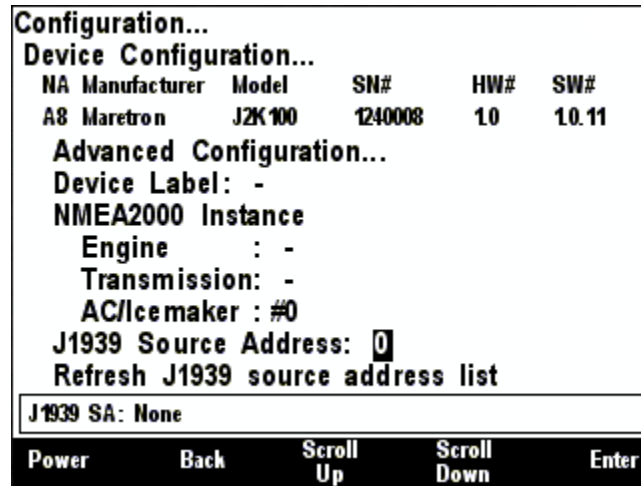 Configuration...
Device Configuration...
NA Manufacturer Model SN# HW# SW#
A8 Maretron J2K100 1240008 1.0 1.0.11
Advanced Configuration...
Device Label: -
NMEA2000 Instance
Engine : -
Transmission: -
AC/Icemaker : #0
J1939 Source Address: 0
Refresh J1939 source address list
J1939 SA: None
Power Back Scroll Up Scroll Down Enter